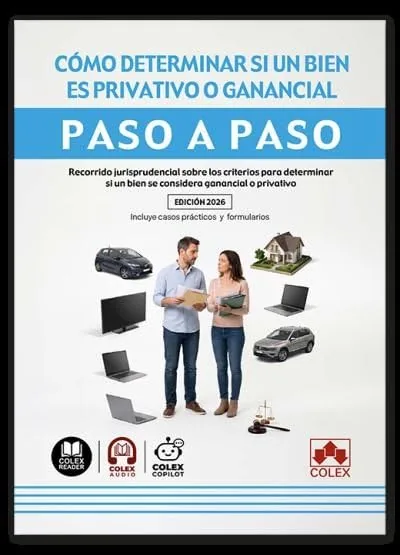 CÓMO DETERMINAR SI UN BIEN
ES PRIVATIVO O GANANCIAL
PASO A PASO
Recorrido jurisprudencial sobre los criterios para determinar
si un bien se considera ganancial o privativo
EDICIÓN 2026
Incluye casos prácticos y formularios
COLEX
READER
COLEX
AUDIO
COLEX
COPILOT
COLEX